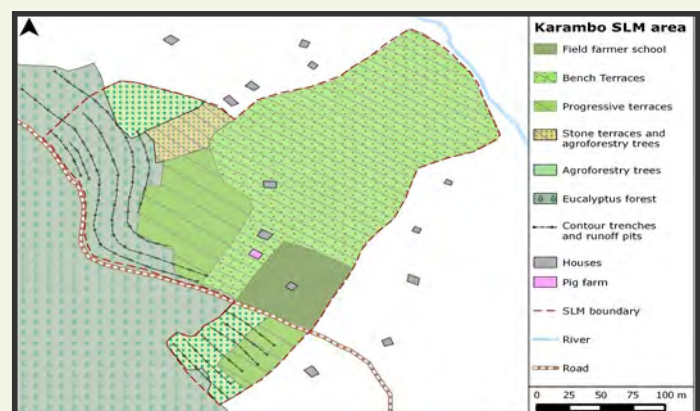 Karambo SLM area
Field farmer school
Bench Terraces
Progressive terraces
Stone terraces and
agroforestry trees
Agroforestry trees
Eucalyptus forest
Contour trenches
and runoff pits
Houses
Pig farm
SLM boundary
River
Road
0 25 50 75 100 m